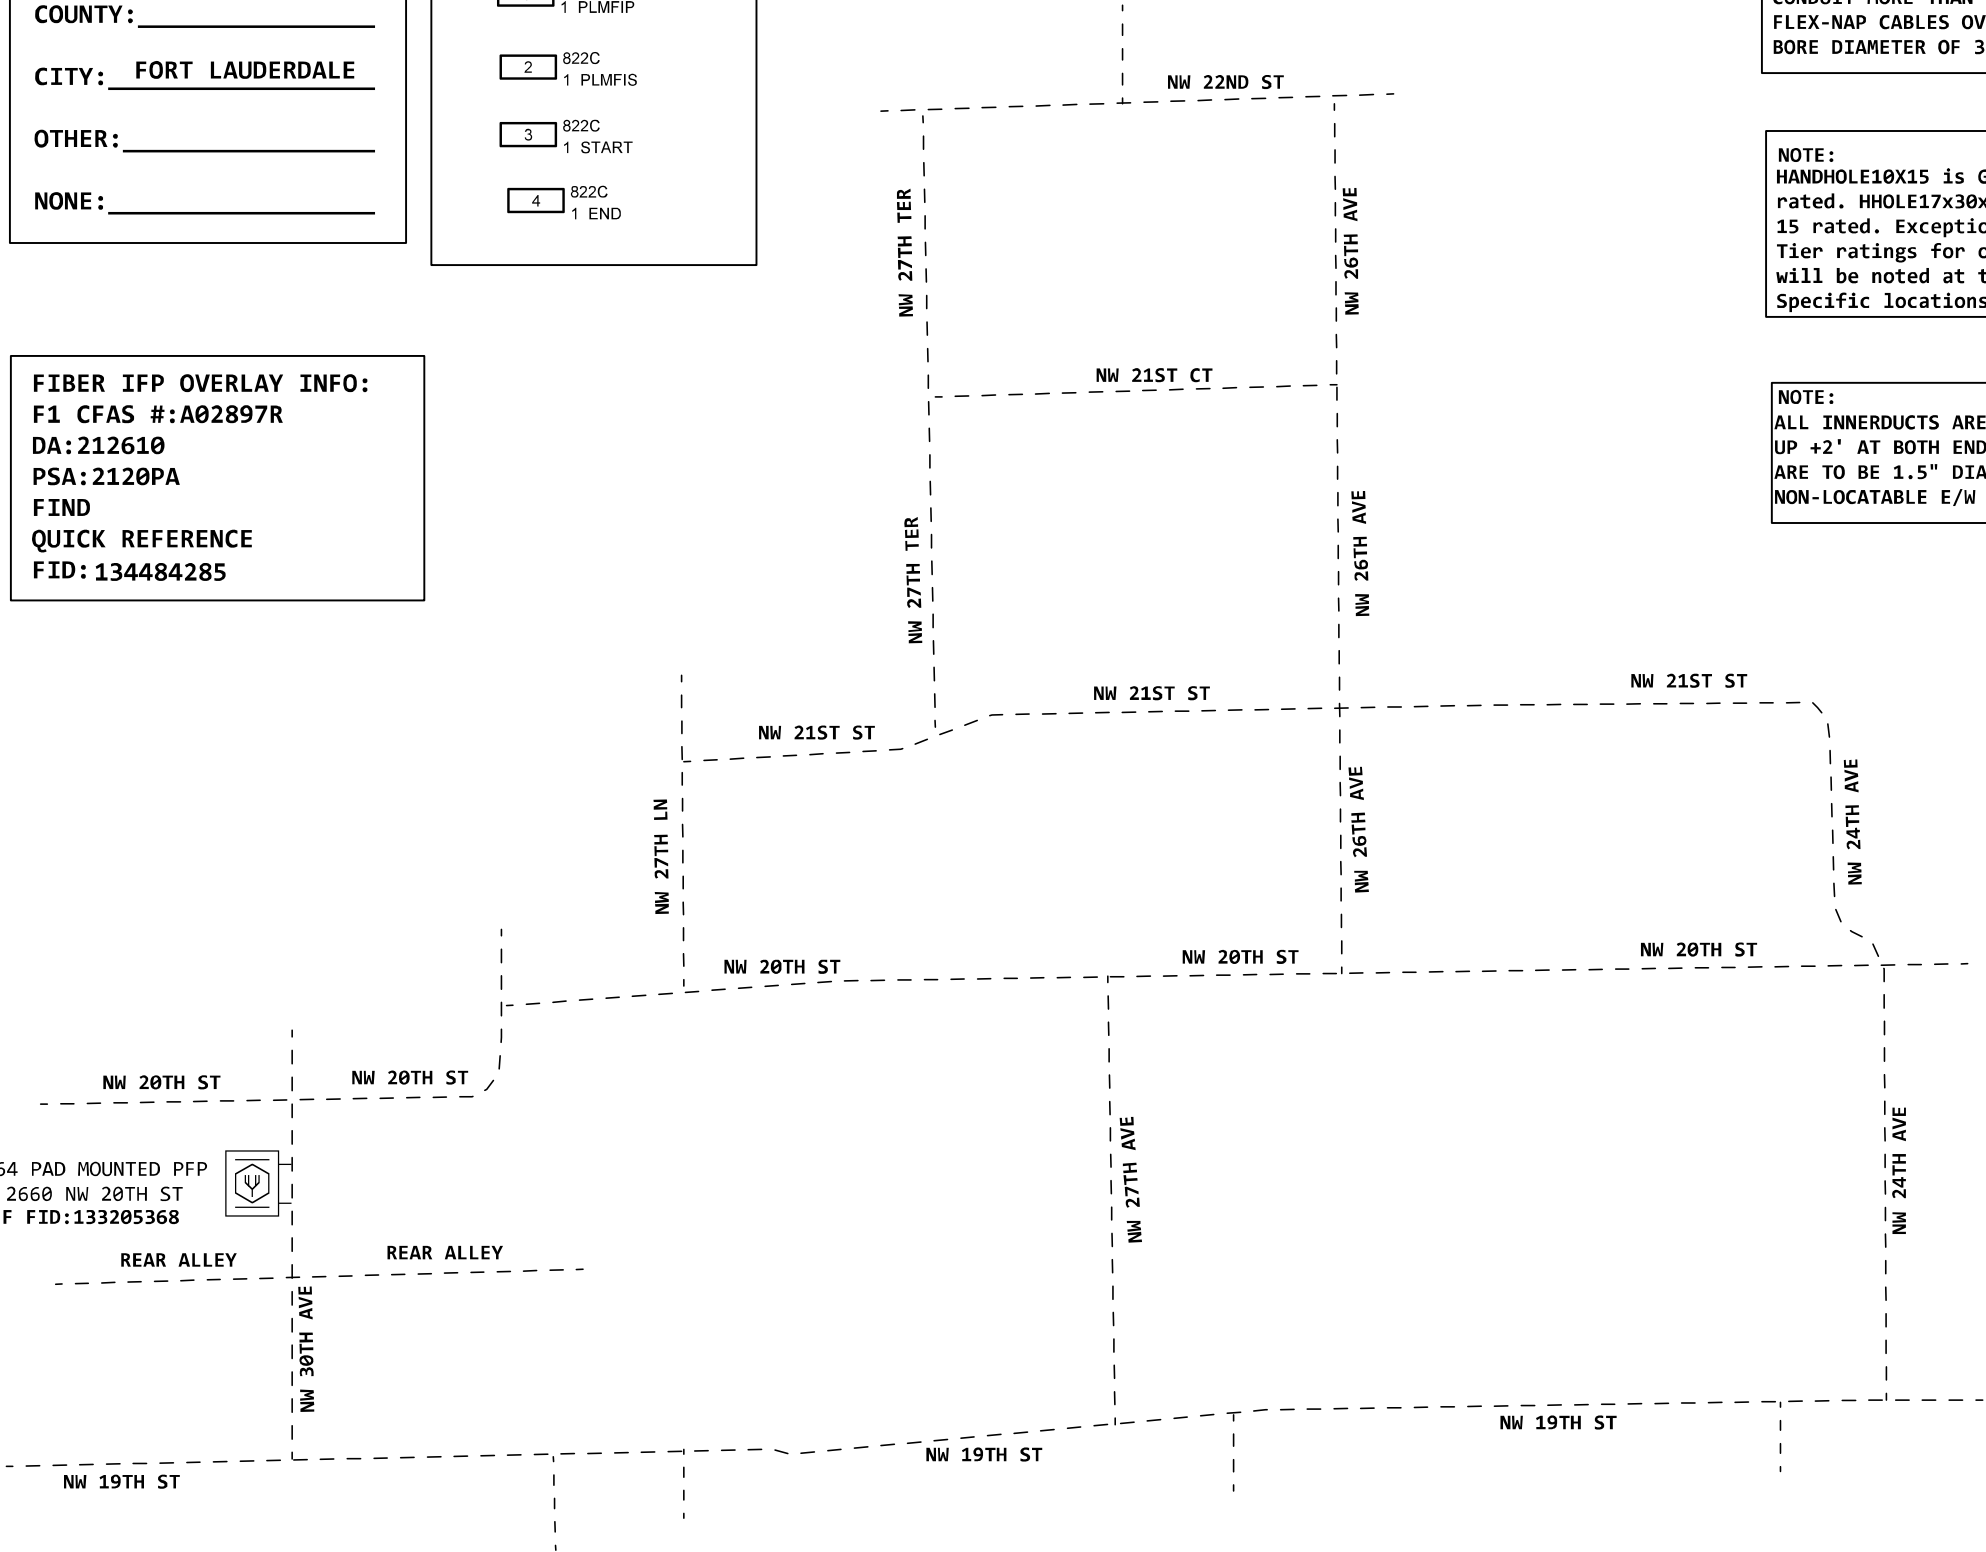 COUNTY:
CITY: FORT LAUDERDALE
OTHER:
NONE:
1 PLMFIP
2
822C
1 PLMFIS
3
822C
1 START
4
822C
1 END
FIBER IFP OVERLAY INFO:
F1 CFAS #:A02897R
DA:212610
PSA:2120PA
FIND
QUICK REFERENCE
FID:134484285
FLEX-NAP CABLES OV
BORE DIAMETER OF 3
NOTE:
HANDHOLE10X15 is G
rated. HHOLE17x30x
15 rated. Exceptio
Tier ratings for o
will be noted at t
Specific locations
NOTE:
ALL INNERDUCTS ARE
UP +2' AT BOTH END
ARE TO BE 1.5" DIA
NON-LOCATABLE E/W
NW 22ND ST
NW 27TH TER
NW 26TH AVE
NW 21ST CT
NW 27TH TER
NW 26TH AVE
NW 21ST ST
NW 21ST ST
NW 21ST ST
NW 27TH LN
NW 26TH AVE
NW 24TH AVE
NW 20TH ST
NW 20TH ST
NW 20TH ST
NW 20TH ST
NW 20TH ST
64 PAD MOUNTED PFP
2660 NW 20TH ST
F FID:133205368
REAR ALLEY
REAR ALLEY
NW 30TH AVE
NW 27TH AVE
NW 24TH AVE
NW 19TH ST
NW 19TH ST
NW 19TH ST